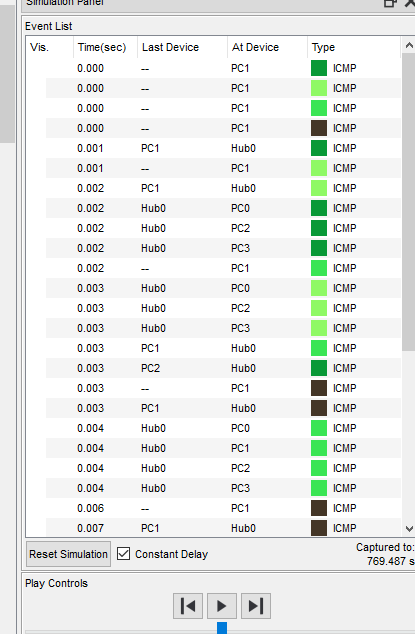 Simulation Panel
Event List
Vis. Time(sec) Last Device At Device Type
0.000 -- PC1 ICMP
0.000 -- PC1 ICMP
0.000 -- PC1 ICMP
0.000 -- PC1 ICMP
0.001 PC1 Hub0 ICMP
0.001 -- PC1 ICMP
0.002 PC1 Hub0 ICMP
0.002 Hub0 PC0 ICMP
0.002 Hub0 PC2 ICMP
0.002 Hub0 PC3 ICMP
0.002 -- PC1 ICMP
0.003 Hub0 PC0 ICMP
0.003 Hub0 PC2 ICMP
0.003 Hub0 PC3 ICMP
0.003 PC1 Hub0 ICMP
0.003 PC2 Hub0 ICMP
0.003 -- PC1 ICMP
0.003 PC1 Hub0 ICMP
0.004 Hub0 PC0 ICMP
0.004 Hub0 PC1 ICMP
0.004 Hub0 PC2 ICMP
0.004 Hub0 PC3 ICMP
0.006 -- PC1 ICMP
0.007 PC1 Hub0 ICMP
Reset Simulation Constant Delay Captured to:
769.487 s
Play Controls